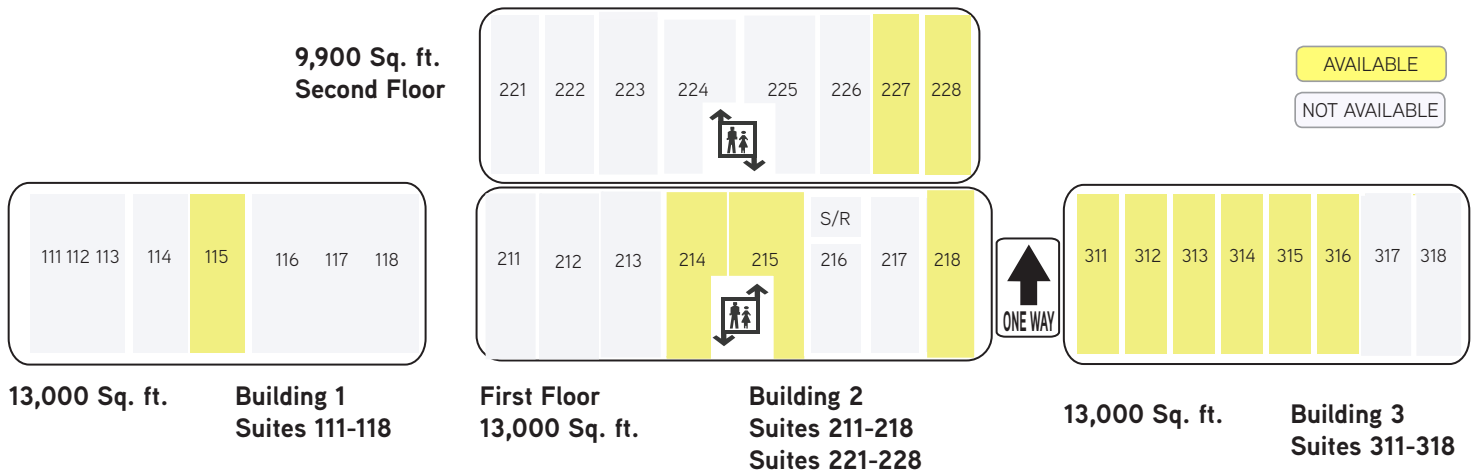 9,900 Sq. ft.
Second Floor
221 222 223 224 225 226 227 228
AVAILABLE
NOT AVAILABLE
111 112 113 114 115 116 117 118
S/R
211 212 213 214 215 216 217 218
ONE WAY
311 312 313 314 315 316 317 318
13,000 Sq. ft.
Building 1
Suites 111-118
First Floor
13,000 Sq. ft.
Building 2
Suites 211-218
Suites 221-228
13,000 Sq. ft.
Building 3
Suites 311-318